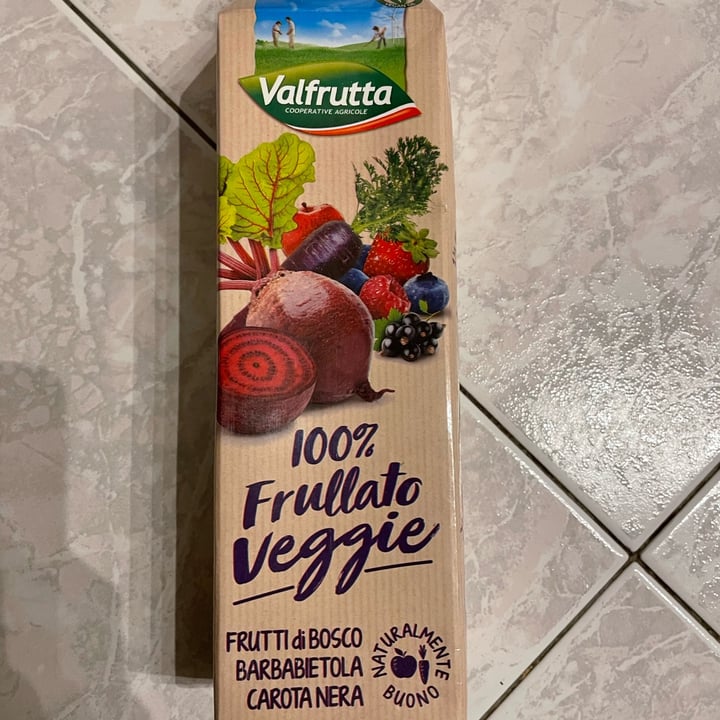 Valfrutta
COOPERATIVE AGRICOLE
100%
Frullato
Veggie
FRUTTI di BOSCO
BARBABIETOLA
CAROTA NERA
NATURALMENTE
BUONO